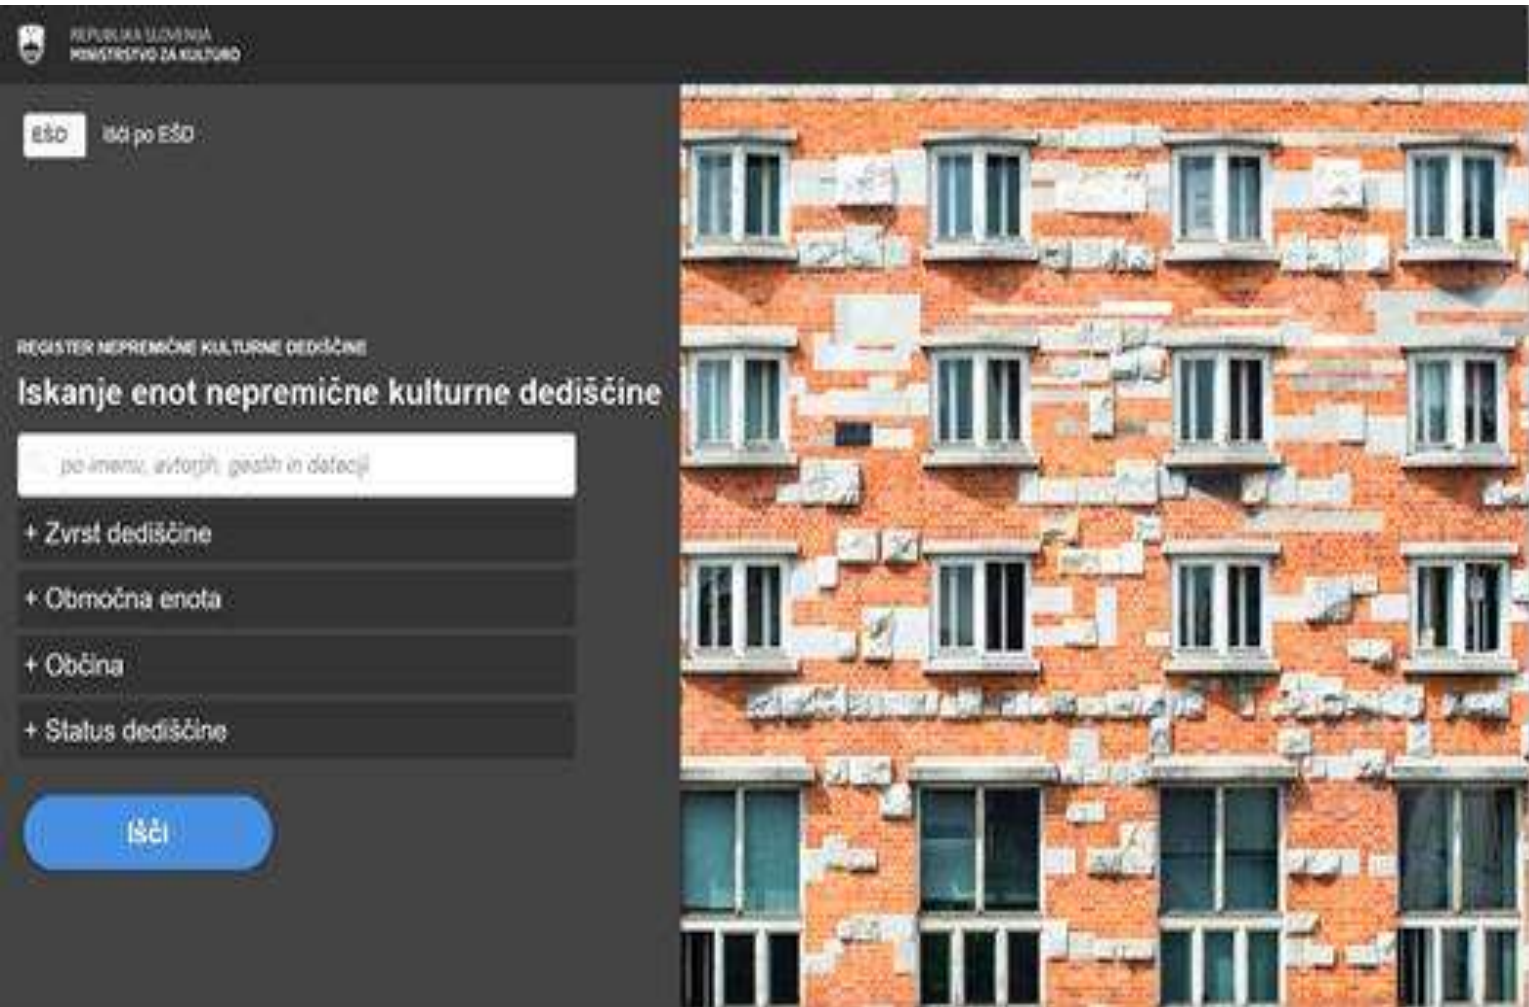 REPUBLIKA SLOVENIJA
MINISTRSTVO ZA KULTURO
EŠD
Išči po EŠD
REGISTER NEPREMIČNE KULTURNE DEDIŠČINE
Iskanje enot nepremične kulturne dediščine
po imenu, avtorjih, geslih in dataciji
+ Zvrst dediščine
+ Območna enota
+ Občina
+ Status dediščine
Išči